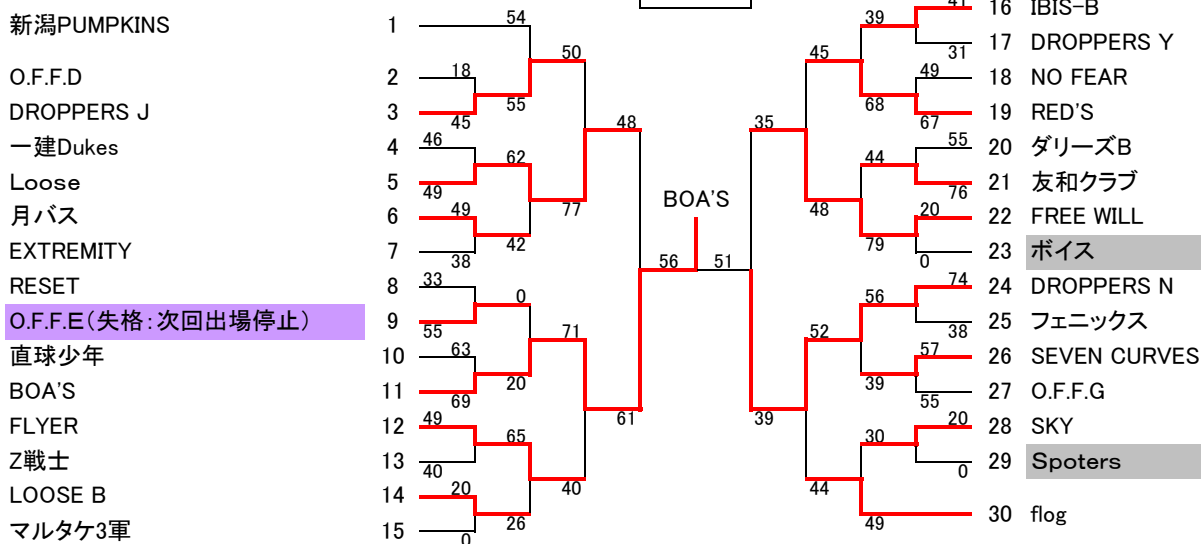 新潟PUMPKINS 1
O.F.F.D 2
DROPPERS J 3
一建Dukes 4
Loose 5
月バス 6
EXTREMITY 7
RESET 8
O.F.F.E(失格:次回出場停止) 9
直球少年 10
BOA'S 11
FLYER 12
Z戦士 13
LOOSE B 14
マルタケ3軍 15
54
18
45
46
49
49
38
33
55
63
69
49
40
20
0
50
55
62
42
0
20
65
26
48
77
71
40
61
56
BOA'S
51
35
39
45
48
52
44
39
68
44
79
56
39
30
49
41
31
49
67
55
76
20
0
74
38
57
55
20
0
16 IBIS-B
17 DROPPERS Y
18 NO FEAR
19 RED'S
20 ダリーズB
21 友和クラブ
22 FREE WILL
23 ボイス
24 DROPPERS N
25 フェニックス
26 SEVEN CURVES
27 O.F.F.G
28 SKY
29 Spoters
30 flog